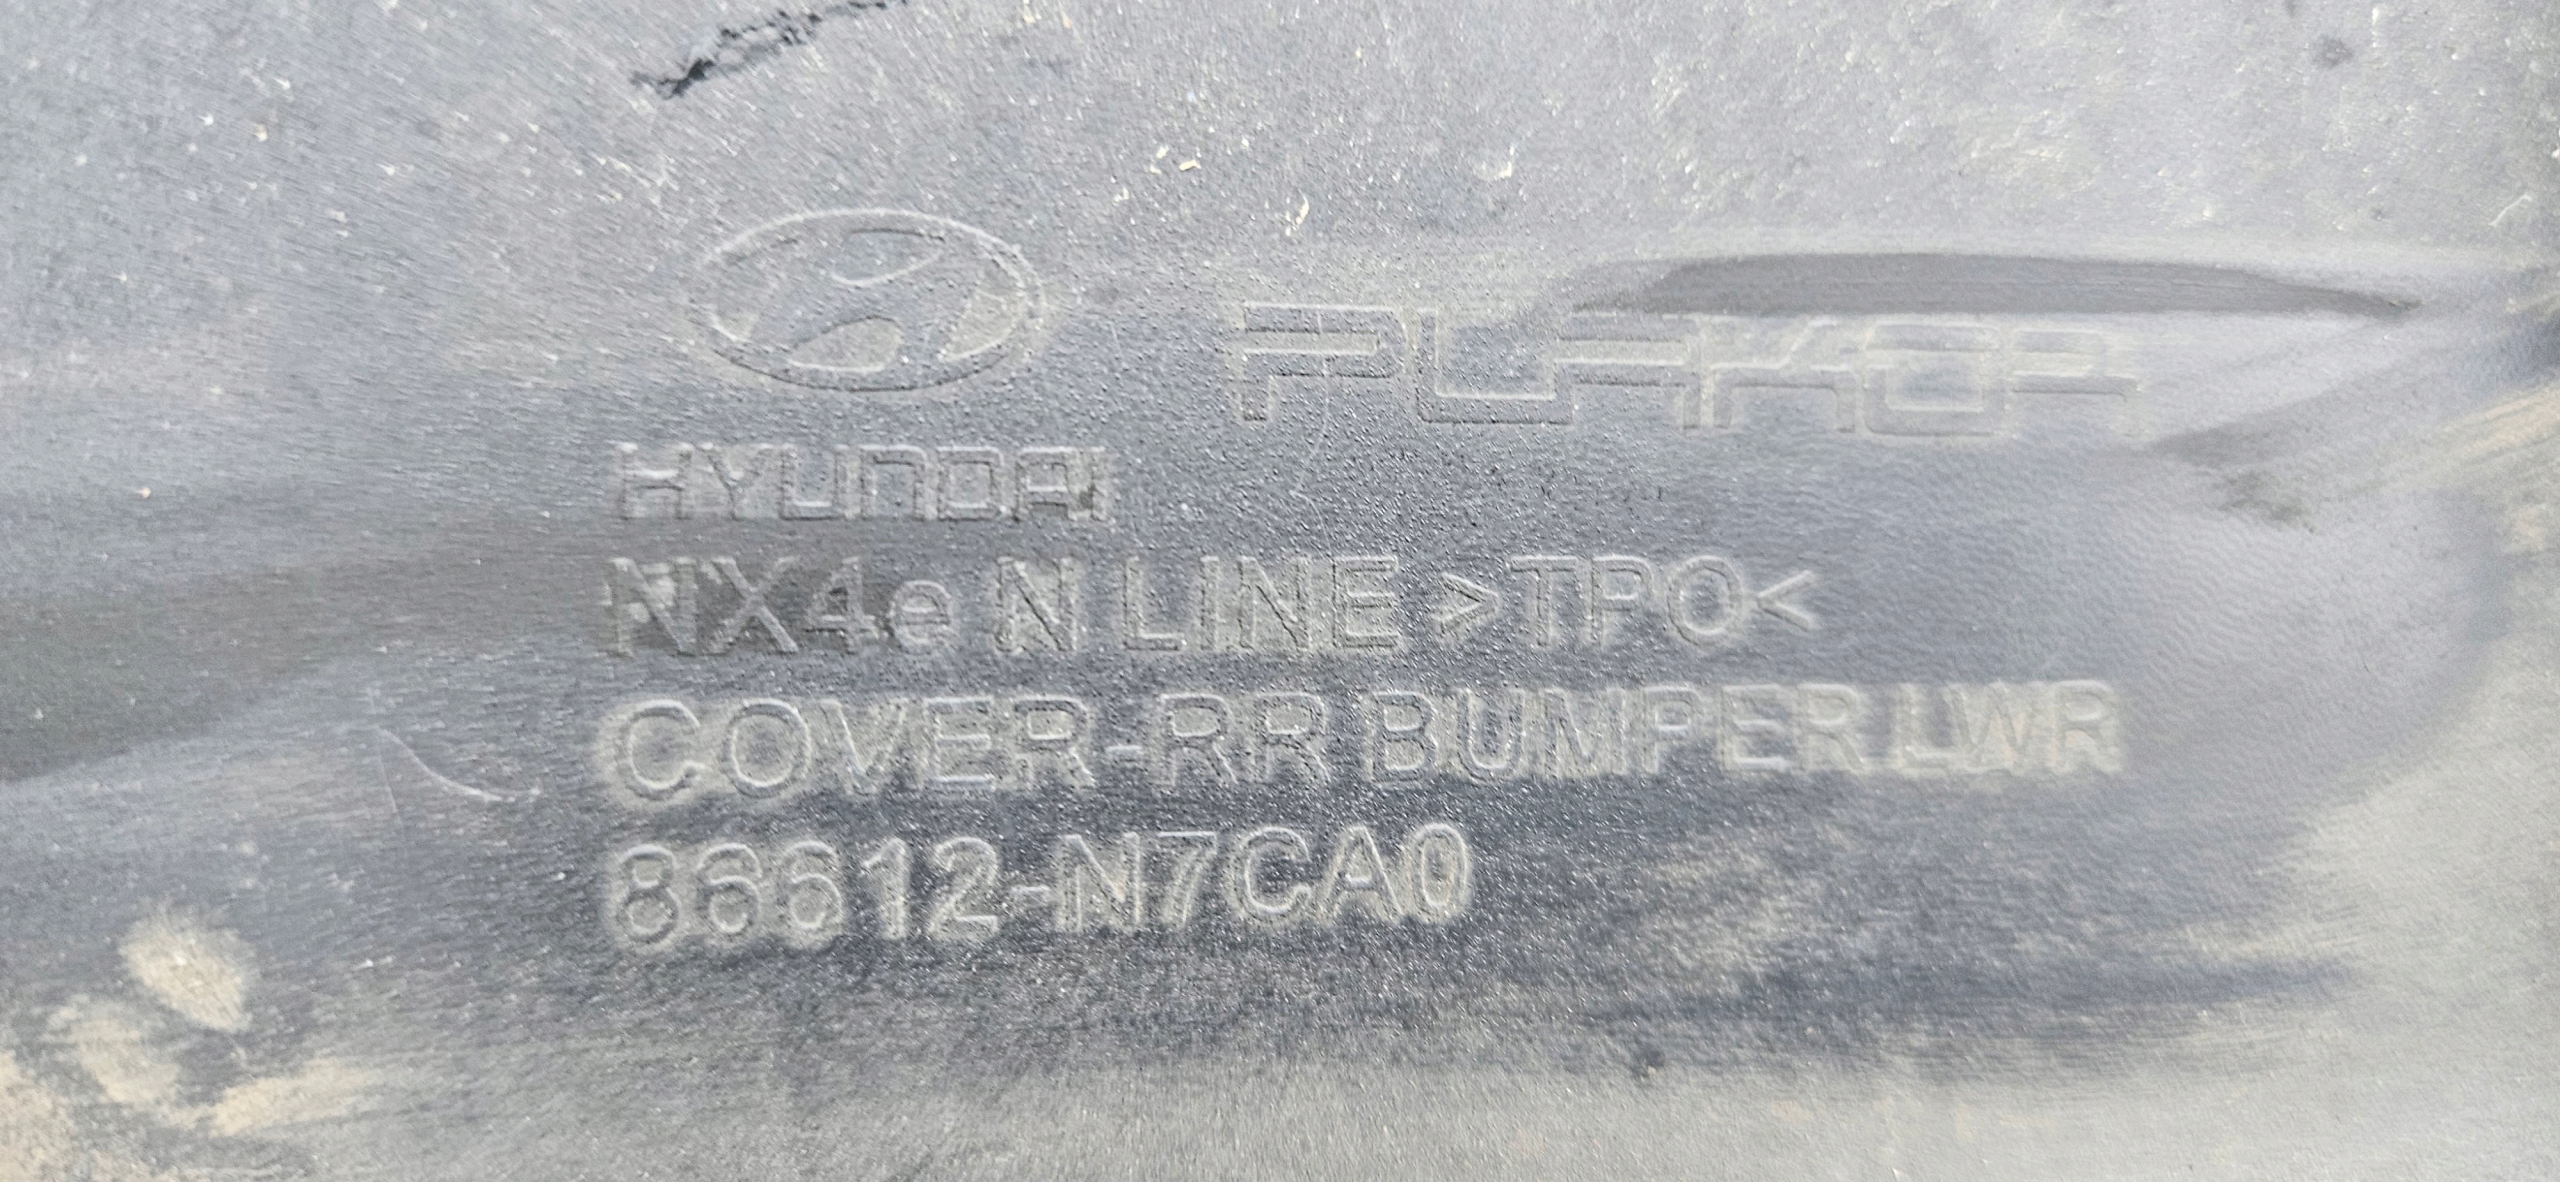 PLAKOR
HYUNDAI
NX4e N LINE >TPO<
COVER-RR BUMPER LWR
86612-N7CA0